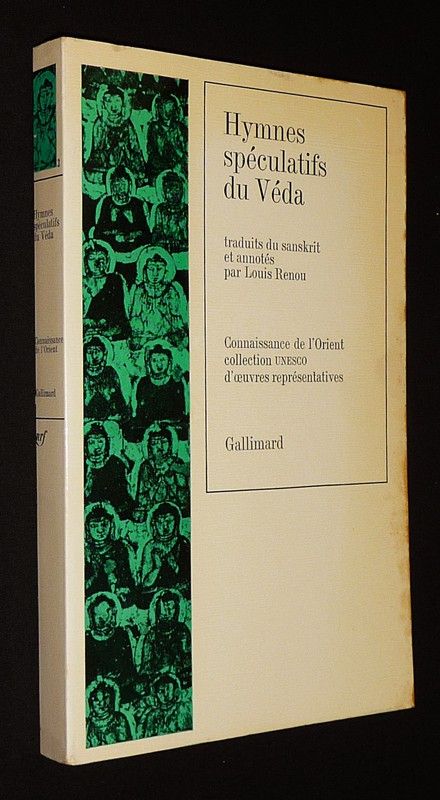 Hymnes
spéculatifs
du Véda
traduits du sanskrit
et annotés
par Louis Renou
Connaissance de l'Orient
collection UNESCO
d'œuvres représentatives
Gallimard
Hymnes
spéculatifs
du Véda
Connaissance
de l'Orient
Gallimard
nrf